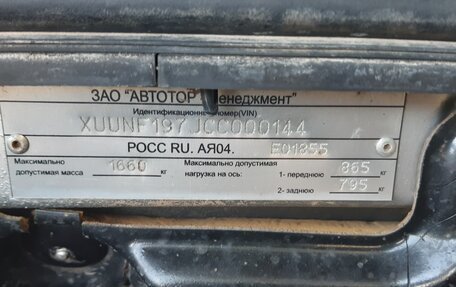 ЗАО "АВТОТОР Менеджмент"
Идентификационный номер(VIN)
XUUNF197JCC000144
РОСС RU. АЯ04. E01855
Максимально допустимая масса 1660 кг
Максимально допустимая нагрузка на ось: 1- переднюю 865 кг
2- заднюю 795 кг